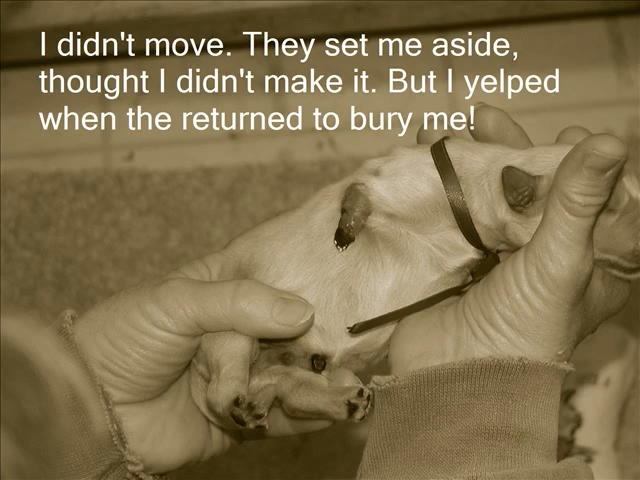 I didn't move. They set me aside,
thought I didn't make it. But I yelped
when the returned to bury me!